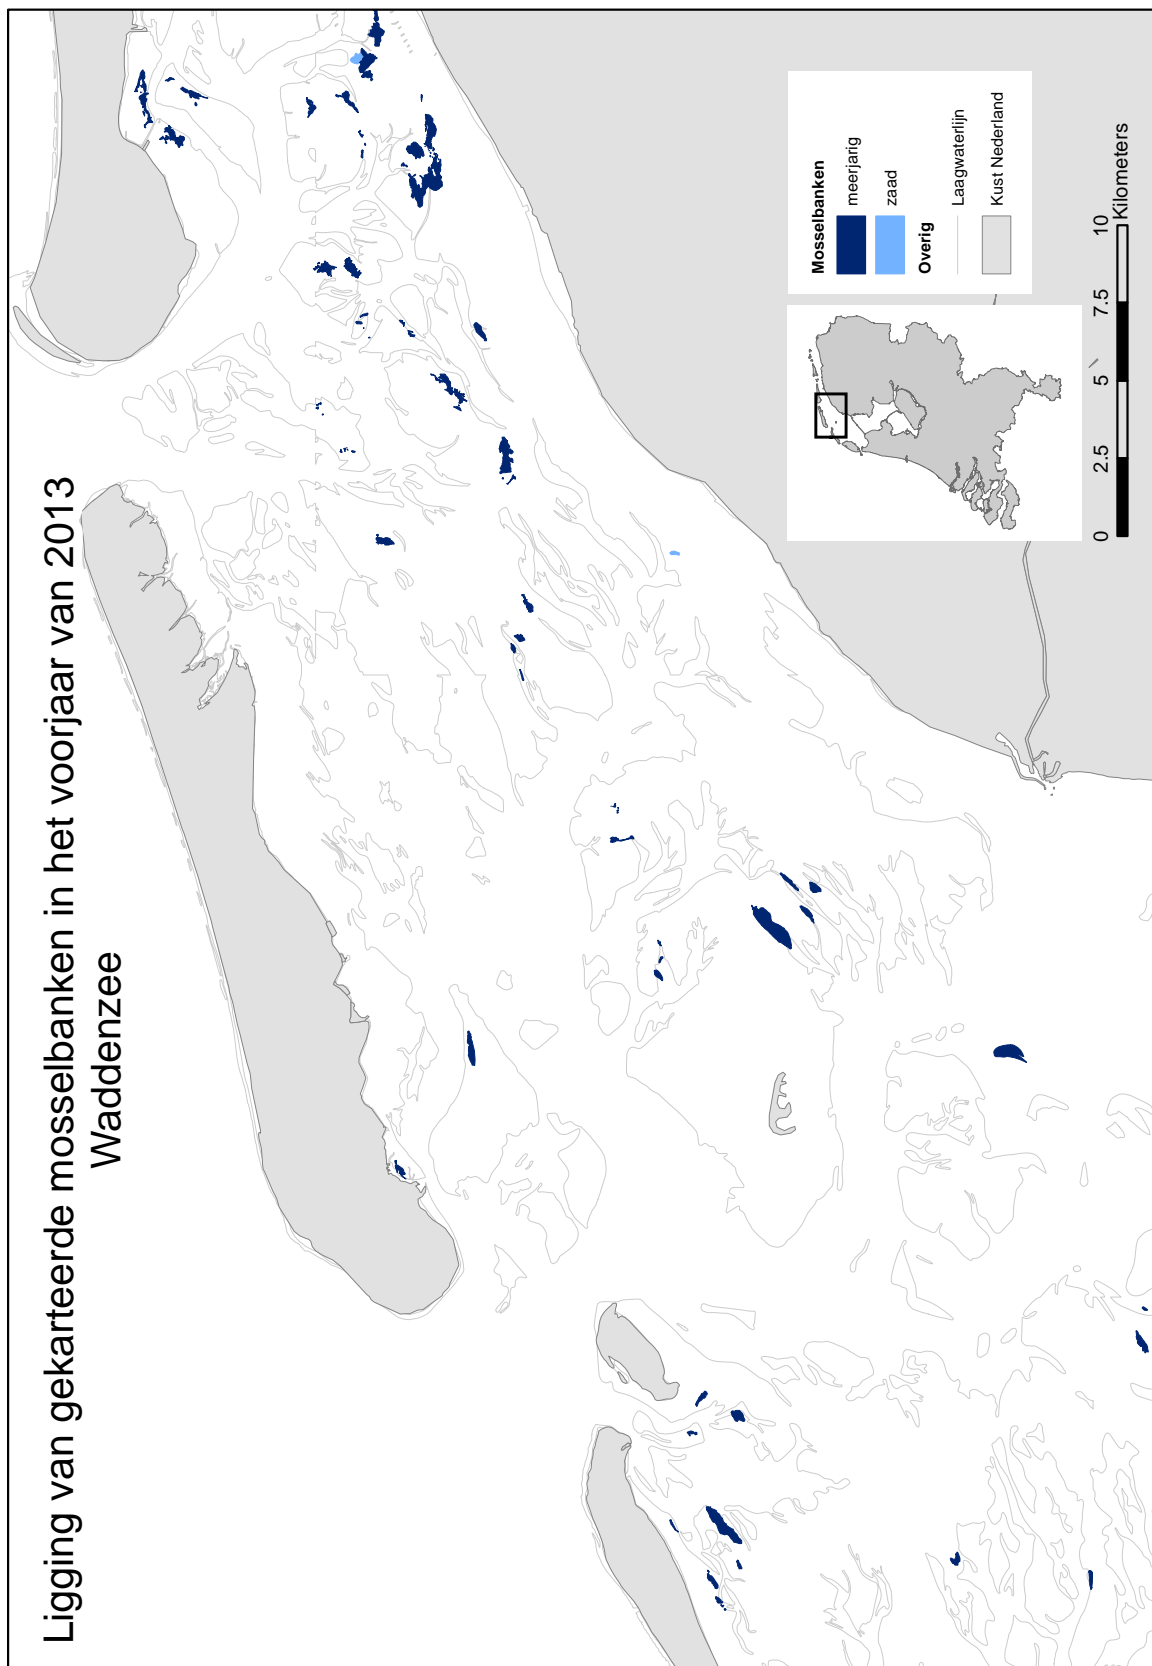 Ligging van gekarteerde mosselbanken in het voorjaar van 2013
Waddenzee
Mosselbanken
meerjarig
zaad
Overig
Laagwaterlijn
Kust Nederland
0 2.5 5 7.5 10
Kilometers